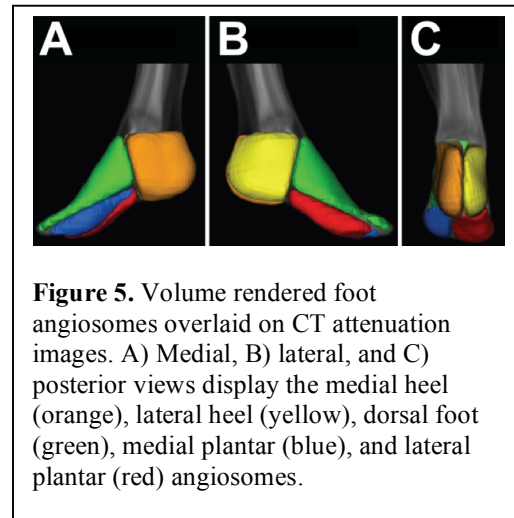 A B C
Figure 5. Volume rendered foot
angiosomes overlaid on CT attenuation
images. A) Medial, B) lateral, and C)
posterior views display the medial heel
(orange), lateral heel (yellow), dorsal foot
(green), medial plantar (blue), and lateral
plantar (red) angiosomes.